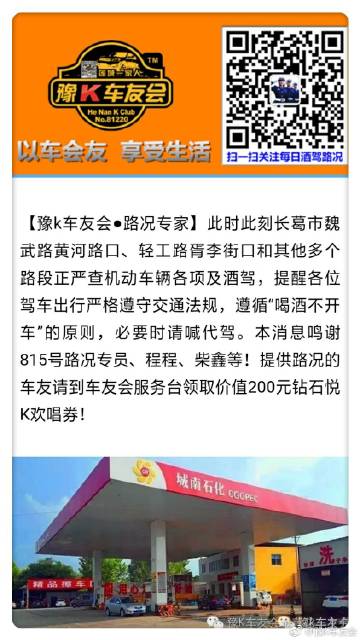 莲城一家人
TM
豫K车友会
He Nan K Club
No.81220
以车会友 享受生活
扫一扫关注每日酒驾路况
【豫k车友会●路况专家】此时此刻长葛市魏
武路黄河路口、轻工路胥李街口和其他多个
路段正严查机动车辆各项及酒驾，提醒各位
驾车出行严格遵守交通法规，遵循“喝酒不开
车”的原则，必要时请喊代驾。本消息鸣谢
815号路况专员、程程、柴鑫等！提供路况的
车友请到车友会服务台领取价值200元钻石悦
K欢唱券！
城南石化
精品擦车
洗
豫K车友会